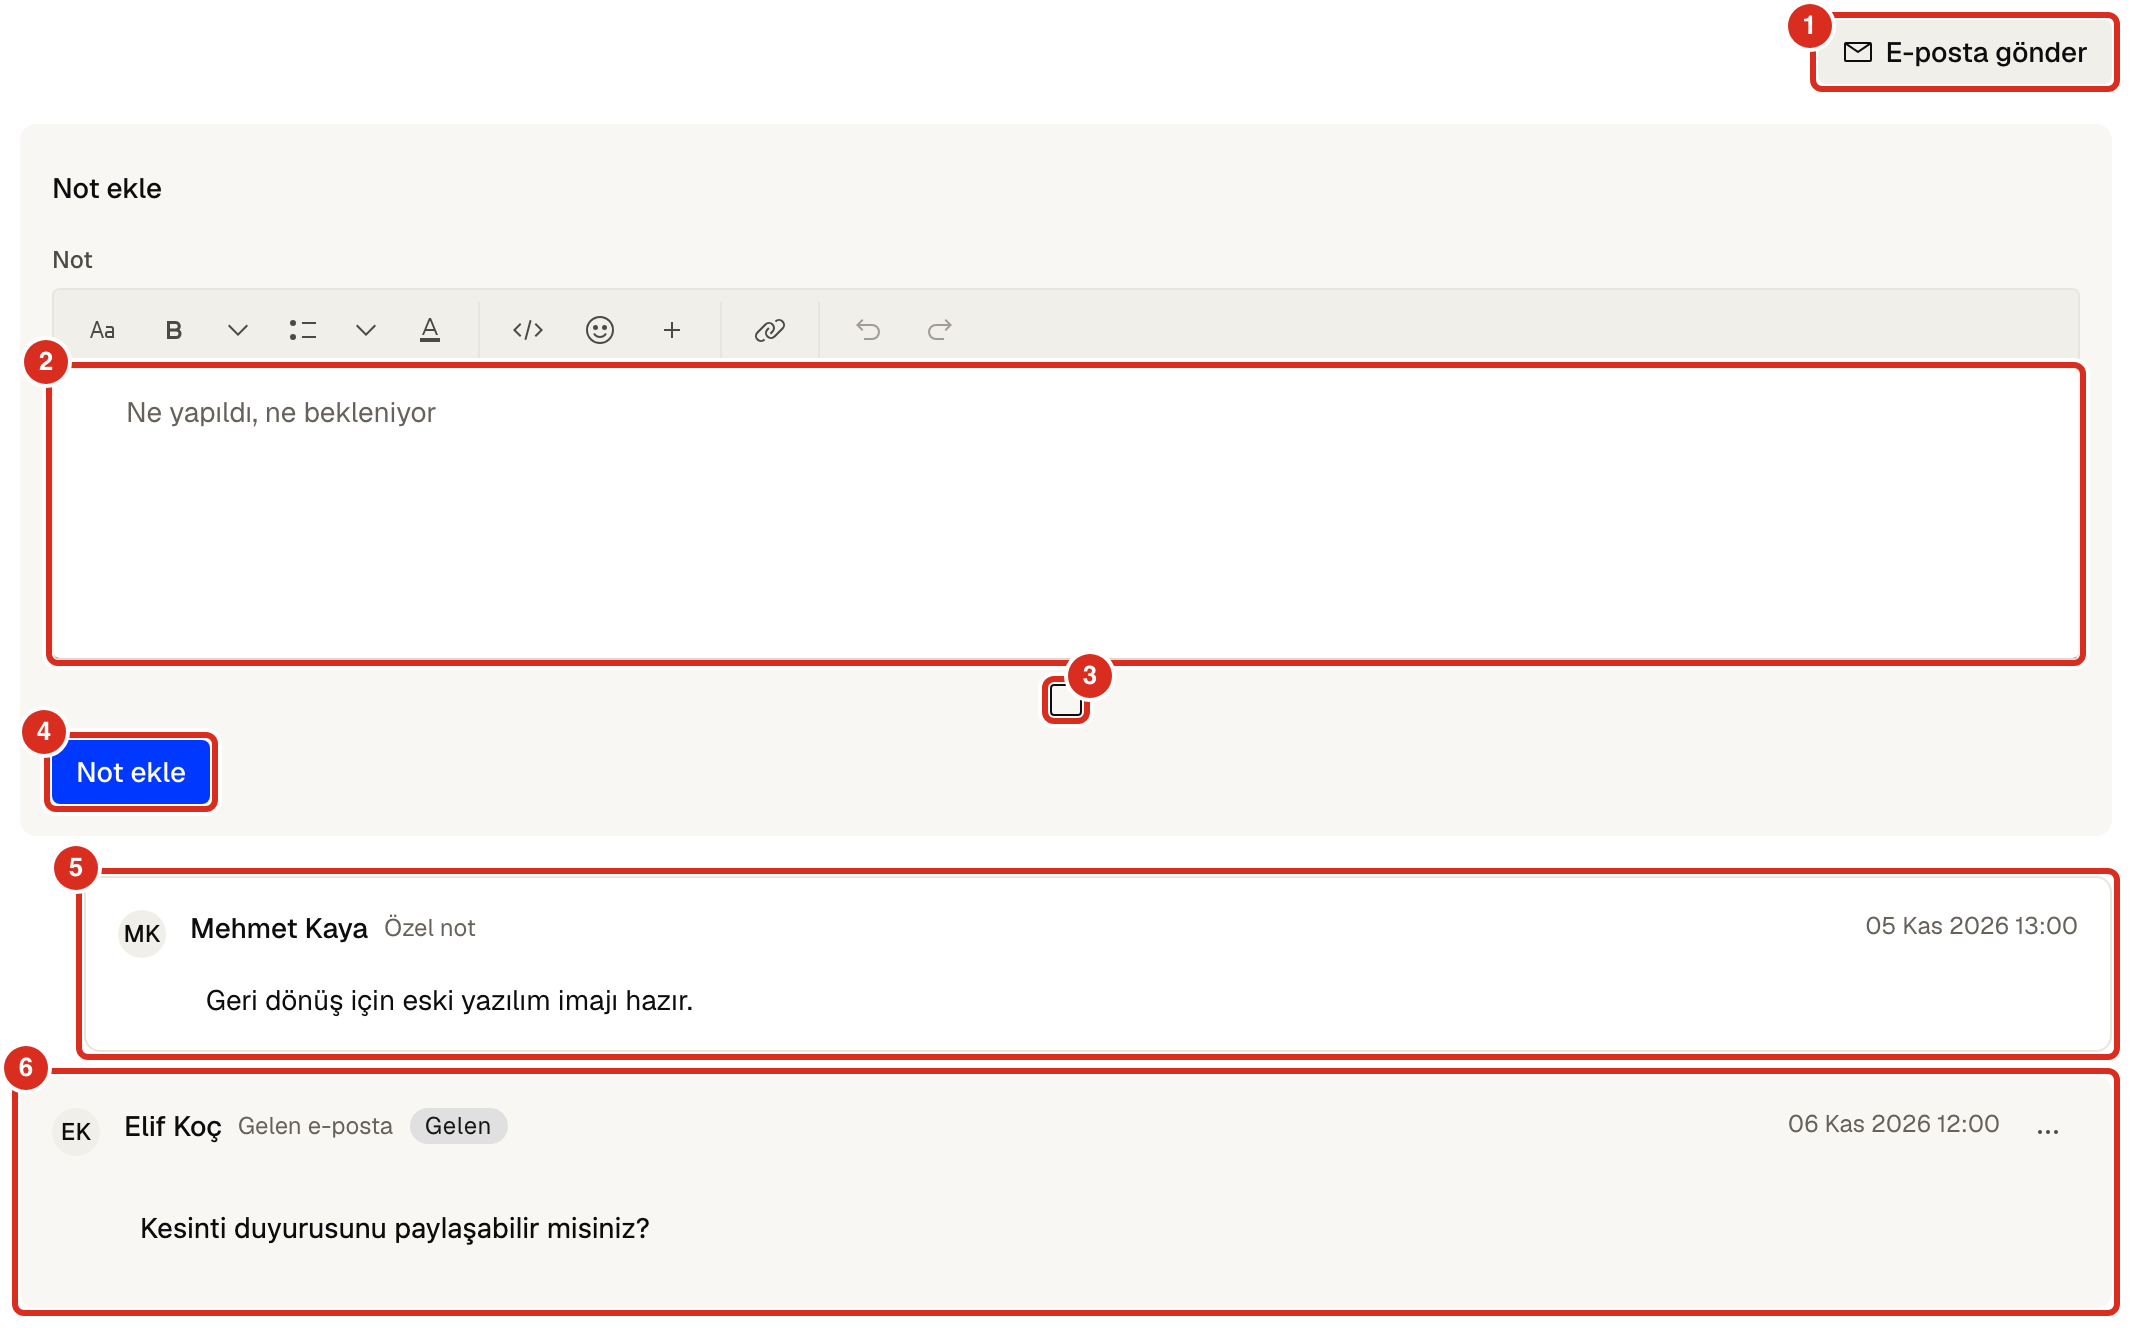 1
E-posta gönder
Not ekle
Not
Aa B A </> +
2
Ne yapıldı, ne bekleniyor
3
4
Not ekle
5
MK Mehmet Kaya Özel not 05 Kas 2026 13:00
Geri dönüş için eski yazılım imajı hazır.
6
EK Elif Koç Gelen e-posta Gelen 06 Kas 2026 12:00 ...
Kesinti duyurusunu paylaşabilir misiniz?